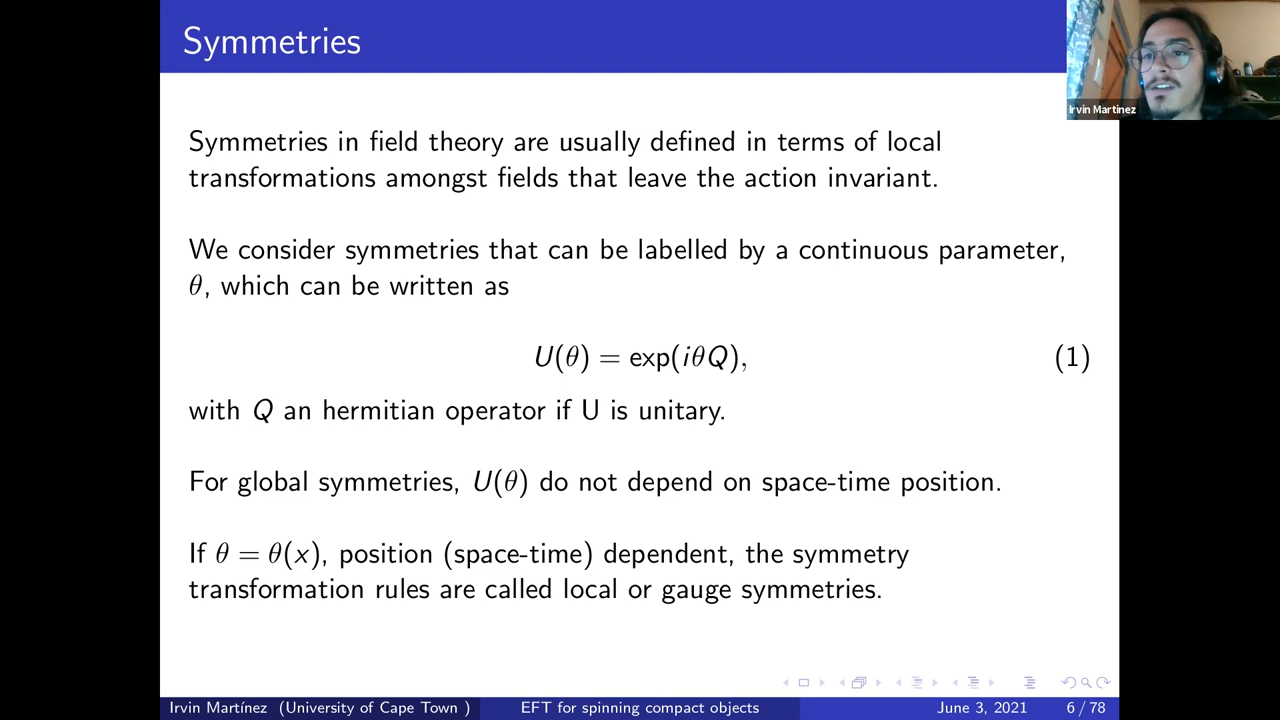 Symmetries
Irvin Martinez
Symmetries in field theory are usually defined in terms of local
transformations amongst fields that leave the action invariant.
We consider symmetries that can be labelled by a continuous parameter,
θ, which can be written as
U(θ) = exp(iθQ), (1)
with Q an hermitian operator if U is unitary.
For global symmetries, U(θ) do not depend on space-time position.
If θ = θ(x), position (space-time) dependent, the symmetry
transformation rules are called local or gauge symmetries.
Irvin Martínez (University of Cape Town ) EFT for spinning compact objects June 3, 2021 6 / 78